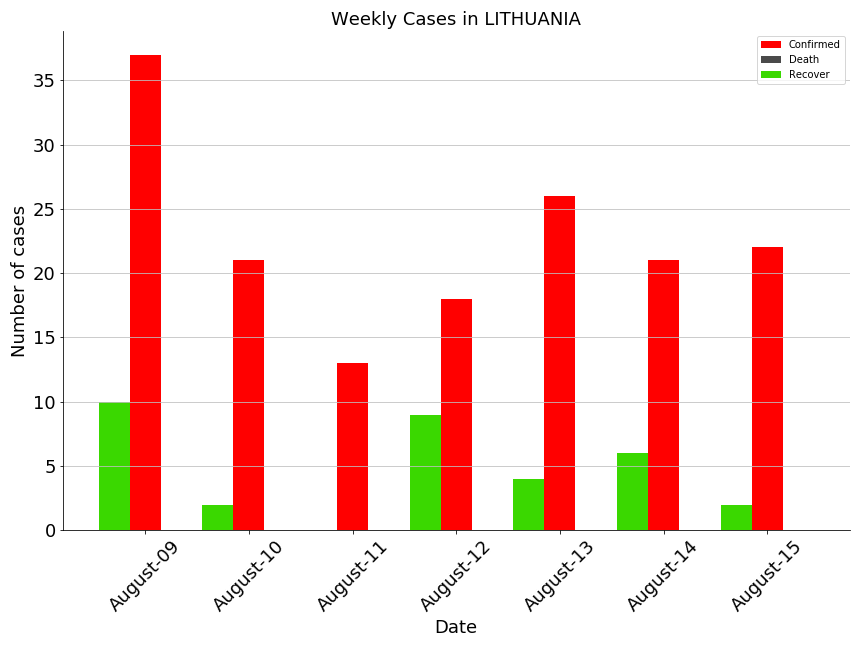 Weekly Cases in LITHUANIA
Confirmed
Death
Recover
Number of cases
35
30
25
20
15
10
5
0
August-09
August-10
August-11
August-12
August-13
August-14
August-15
Date